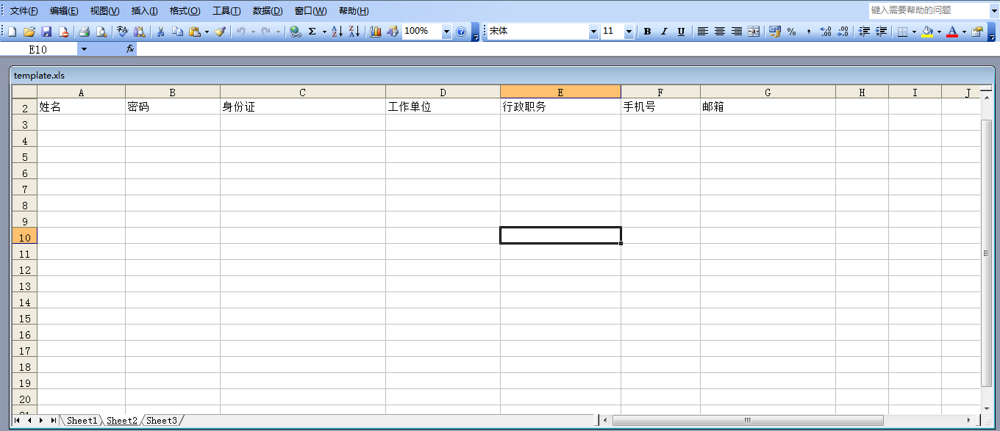 文件(F) 编辑(E) 视图(V) 插入(I) 格式(O) 工具(T) 数据(D) 窗口(W) 帮助(H) 键入需要帮助的问题
Σ 100% 宋体 11 B I U % ,
E10 fx
template.xls
A B C D E F G H I J
2 姓名 密码 身份证 工作单位 行政职务 手机号 邮箱
3
4
5
6
7
8
9
10
11
12
13
14
15
16
17
18
19
20
21
Sheet1 Sheet2 Sheet3